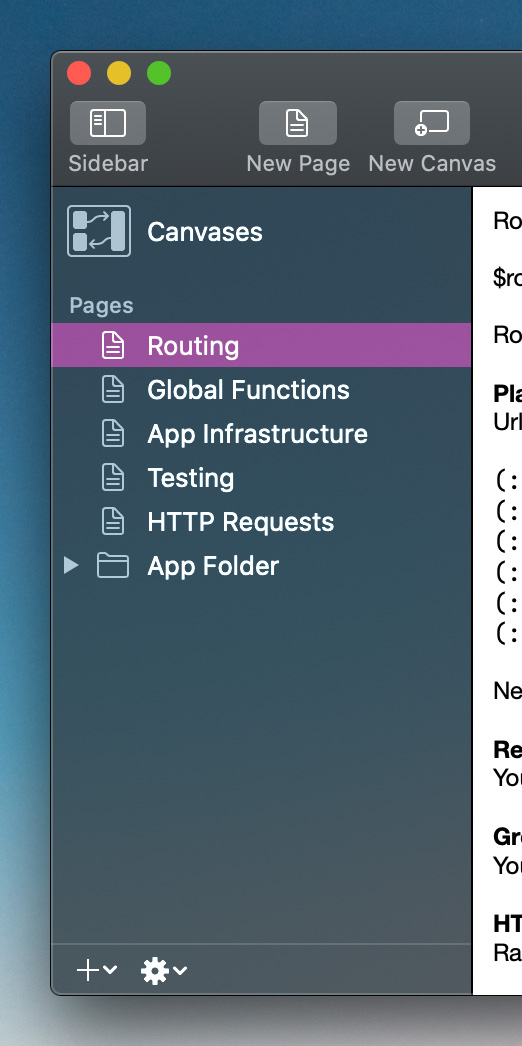 Sidebar
New Page
New Canvas
Canvases
Pages
Routing
Global Functions
App Infrastructure
Testing
HTTP Requests
App Folder
Ro
$ro
Ro
Pla
Url
(:
(:
(:
(:
(:
(:
Ne
Re
You
Gro
You
HT
Ra